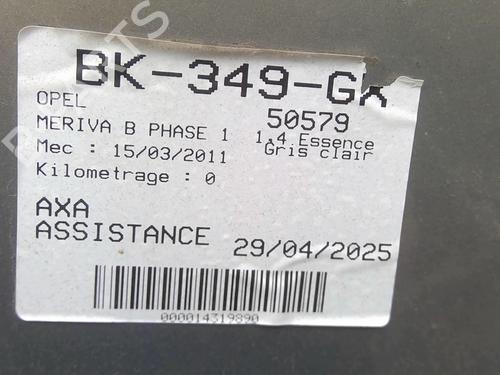 BK-349-GK
OPEL 50579
MERIVA B PHASE 1 1.4 Essence
Mec : 15/03/2011 Gris clair
Kilometrage : 0
AXA
ASSISTANCE 29/04/2025
000014319890